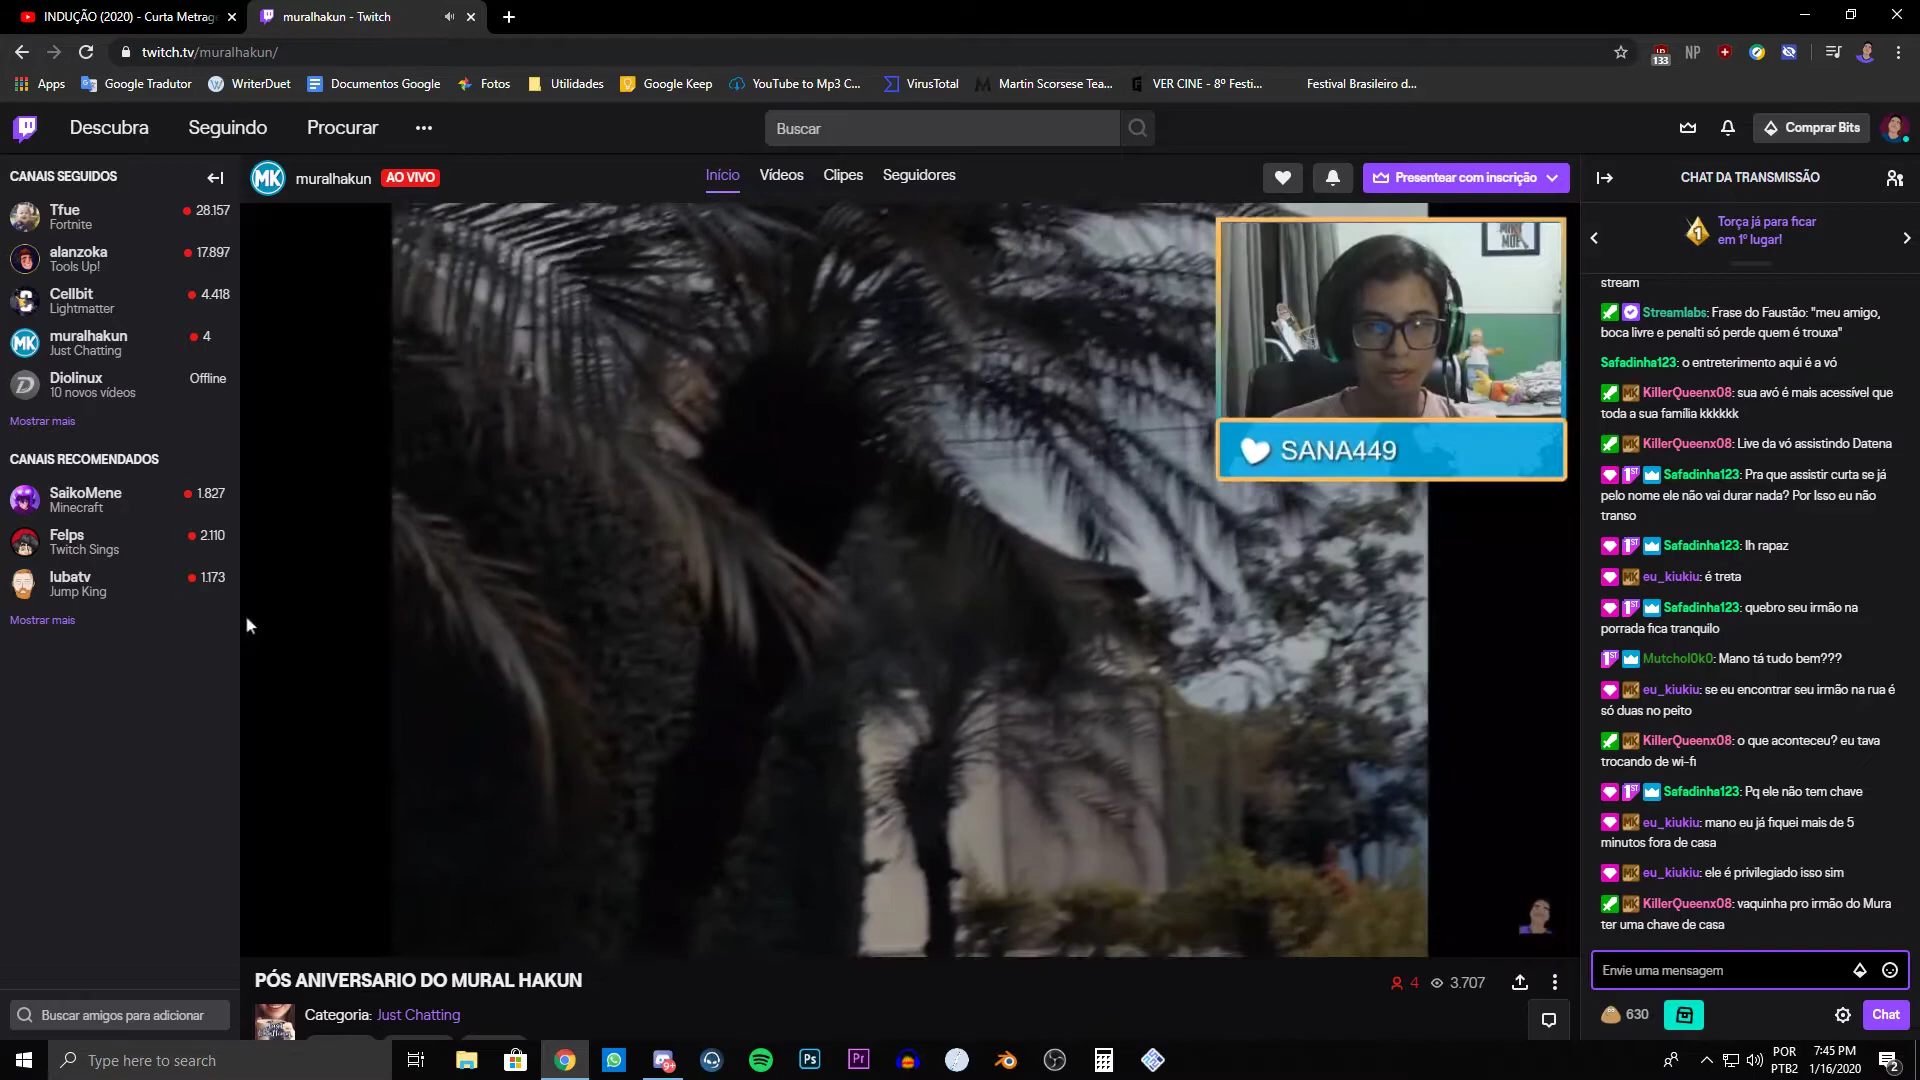 INDUÇÃO (2020) - Curta Metrag
muralhakun - Twitch
twitch.tv/muralhakun/
133
NP
Apps
Google Tradutor
WriterDuet
Documentos Google
Fotos
Utilidades
Google Keep
YouTube to Mp3 C...
VirusTotal
Martin Scorsese Tea...
VER CINE - 8º Festi...
Festival Brasileiro d...
Descubra
Seguindo
Procurar
Buscar
Comprar Bits
CANAIS SEGUIDOS
Tfue
28.157
Fortnite
alanzoka
17.897
Tools Up!
Cellbit
4.418
Lightmatter
muralhakun
4
Just Chatting
Diolinux
Offline
10 novos vídeos
Mostrar mais
CANAIS RECOMENDADOS
SaikoMene
1.827
Minecraft
Felps
2.110
Twitch Sings
lubatv
1.173
Jump King
Mostrar mais
Buscar amigos para adicionar
MK
muralhakun
AO VIVO
Início
Vídeos
Clipes
Seguidores
Presentear com inscrição
SANA449
PÓS ANIVERSARIO DO MURAL HAKUN
4
3.707
Categoria: Just Chatting
CHAT DA TRANSMISSÃO
1
Torça já para ficar
em 1º lugar!
stream
Streamlabs: Frase do Faustão: "meu amigo,
boca livre e penalti só perde quem é trouxa"
Safadinha123: o entreterimento aqui é a vó
KillerQueenx08: sua avó é mais acessível que
toda a sua família kkkkkk
KillerQueenx08: Live da vó assistindo Datena
Safadinha123: Pra que assistir curta se já
pelo nome ele não vai durar nada? Por Isso eu não
transo
Safadinha123: Ih rapaz
eu_kiukiu: é treta
Safadinha123: quebro seu irmão na
porrada fica tranquilo
Mutchol0k0: Mano tá tudo bem???
eu_kiukiu: se eu encontrar seu irmão na rua é
só duas no peito
KillerQueenx08: o que aconteceu? eu tava
trocando de wi-fi
Safadinha123: Pq ele não tem chave
eu_kiukiu: mano eu já fiquei mais de 5
minutos fora de casa
eu_kiukiu: ele é privilegiado isso sim
KillerQueenx08: vaquinha pro irmão do Mura
ter uma chave de casa
Envie uma mensagem
630
Chat
Type here to search
9+
Ps
Pr
POR
PTB2
7:45 PM
1/16/2020
2